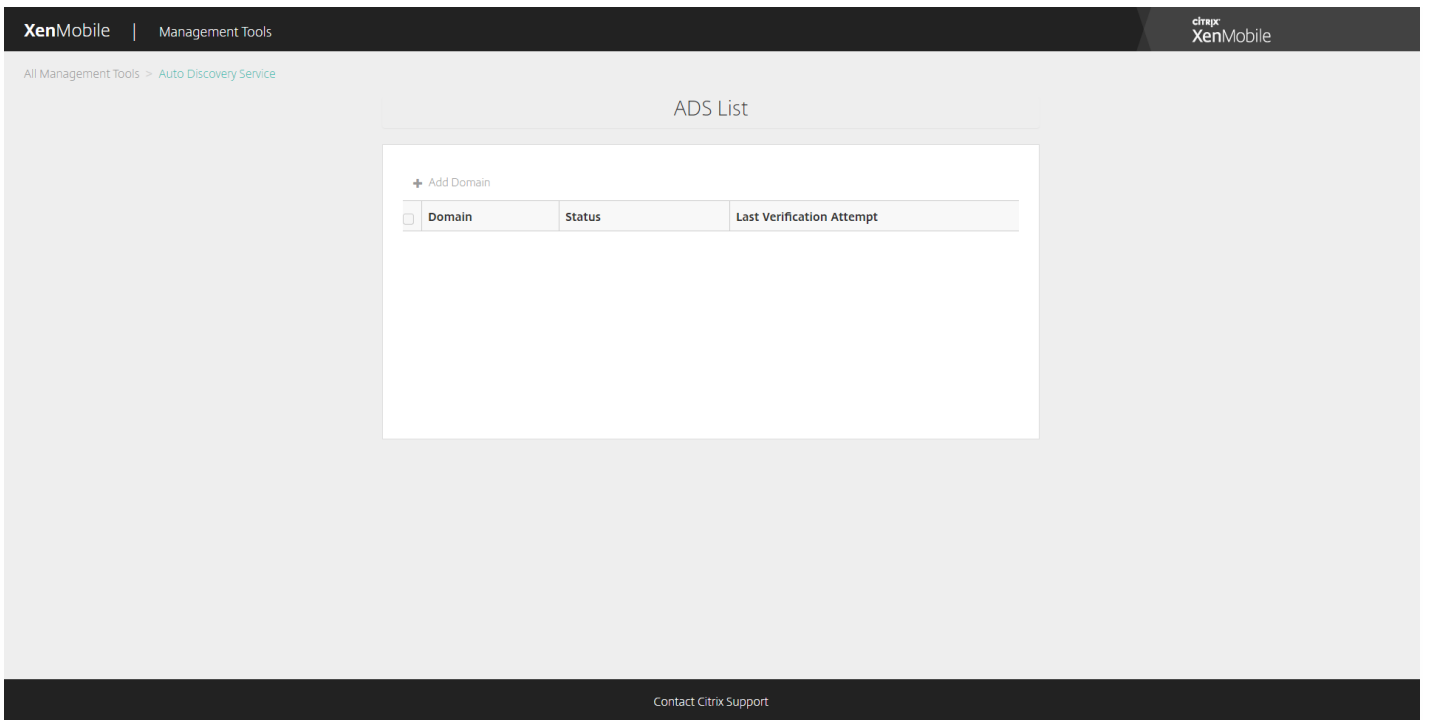 XenMobile | Management Tools
citrix
XenMobile
All Management Tools > Auto Discovery Service
ADS List
+ Add Domain
Domain Status Last Verification Attempt
Contact Citrix Support